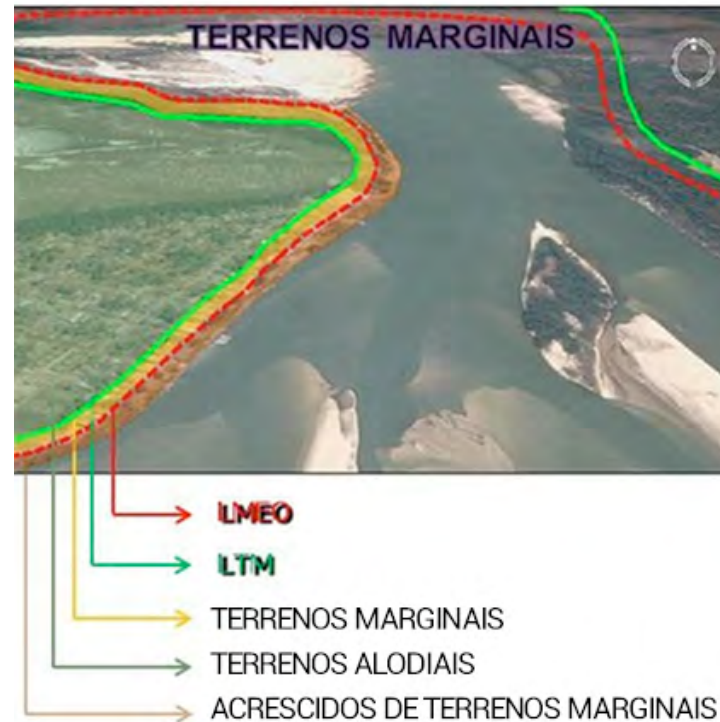 TERRENOS MARGINAIS
LMEO
LTM
TERRENOS MARGINAIS
TERRENOS ALODIAIS
ACRESCIDOS DE TERRENOS MARGINAIS